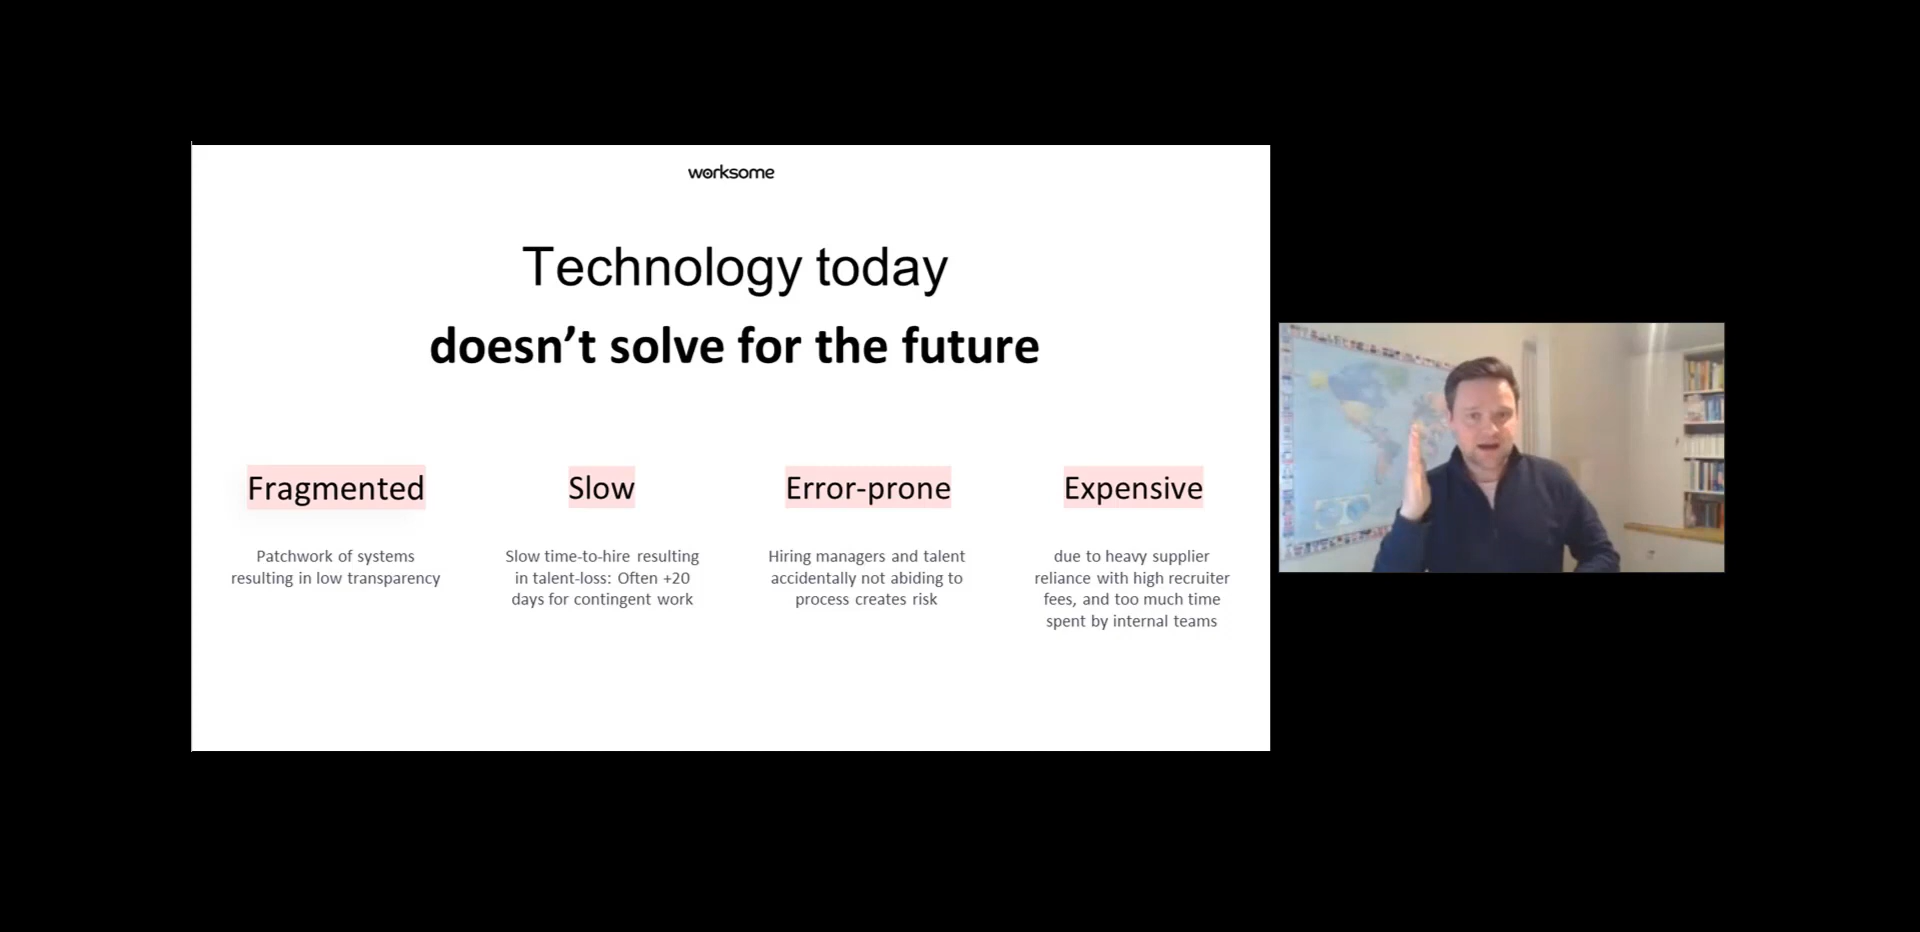 worksome
Technology today
doesn’t solve for the future
Fragmented
Patchwork of systems
resulting in low transparency
Slow
Slow time-to-hire resulting
in talent-loss: Often +20
days for contingent work
Error-prone
Hiring managers and talent
accidentally not abiding to
process creates risk
Expensive
due to heavy supplier
reliance with high recruiter
fees, and too much time
spent by internal teams